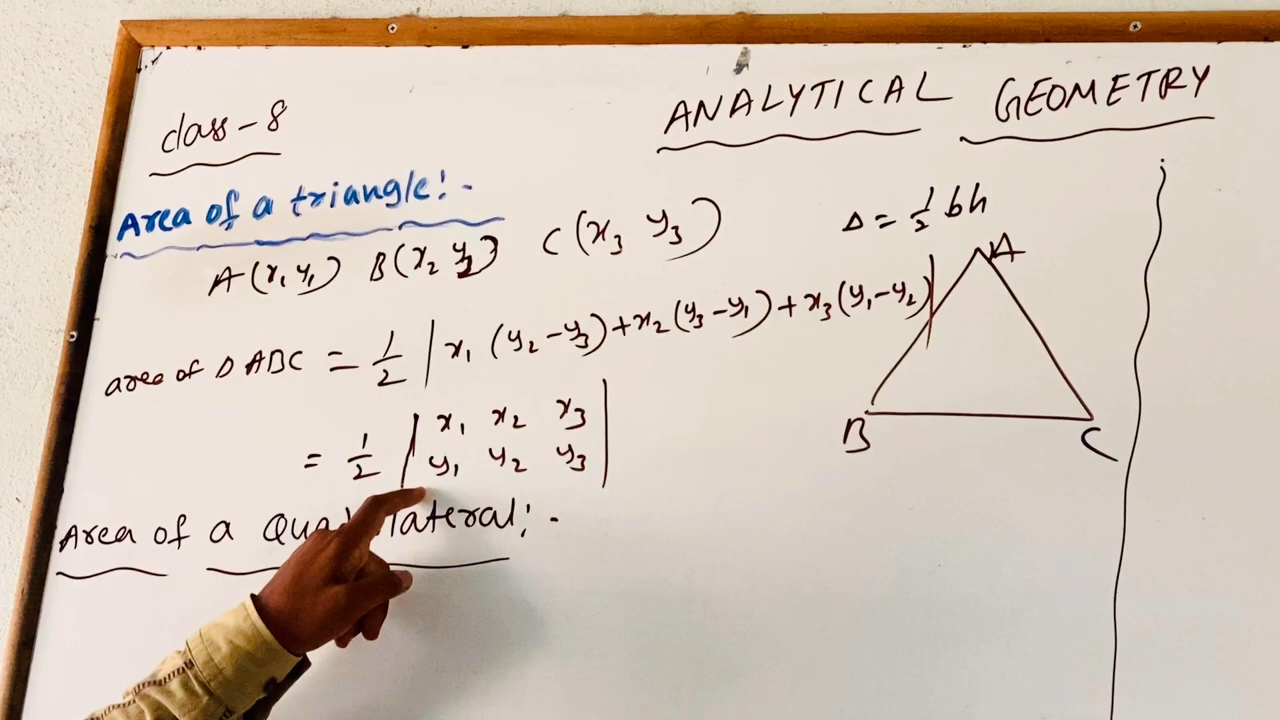 ANALYTICAL GEOMETRY
class-8
Area of a triangle:-
A(x₁ y₁) B(x₂ y₂) C(x₃ y₃)
Δ = 1/2 bh
area of Δ ABC = 1/2 | x₁ (y₂-y₃)+x₂(y₃-y₁)+x₃(y₁-y₂)|
= 1/2 | x₁ x₂ x₃
y₁ y₂ y₃ |
A
B
C
Area of a Quadrilateral:-